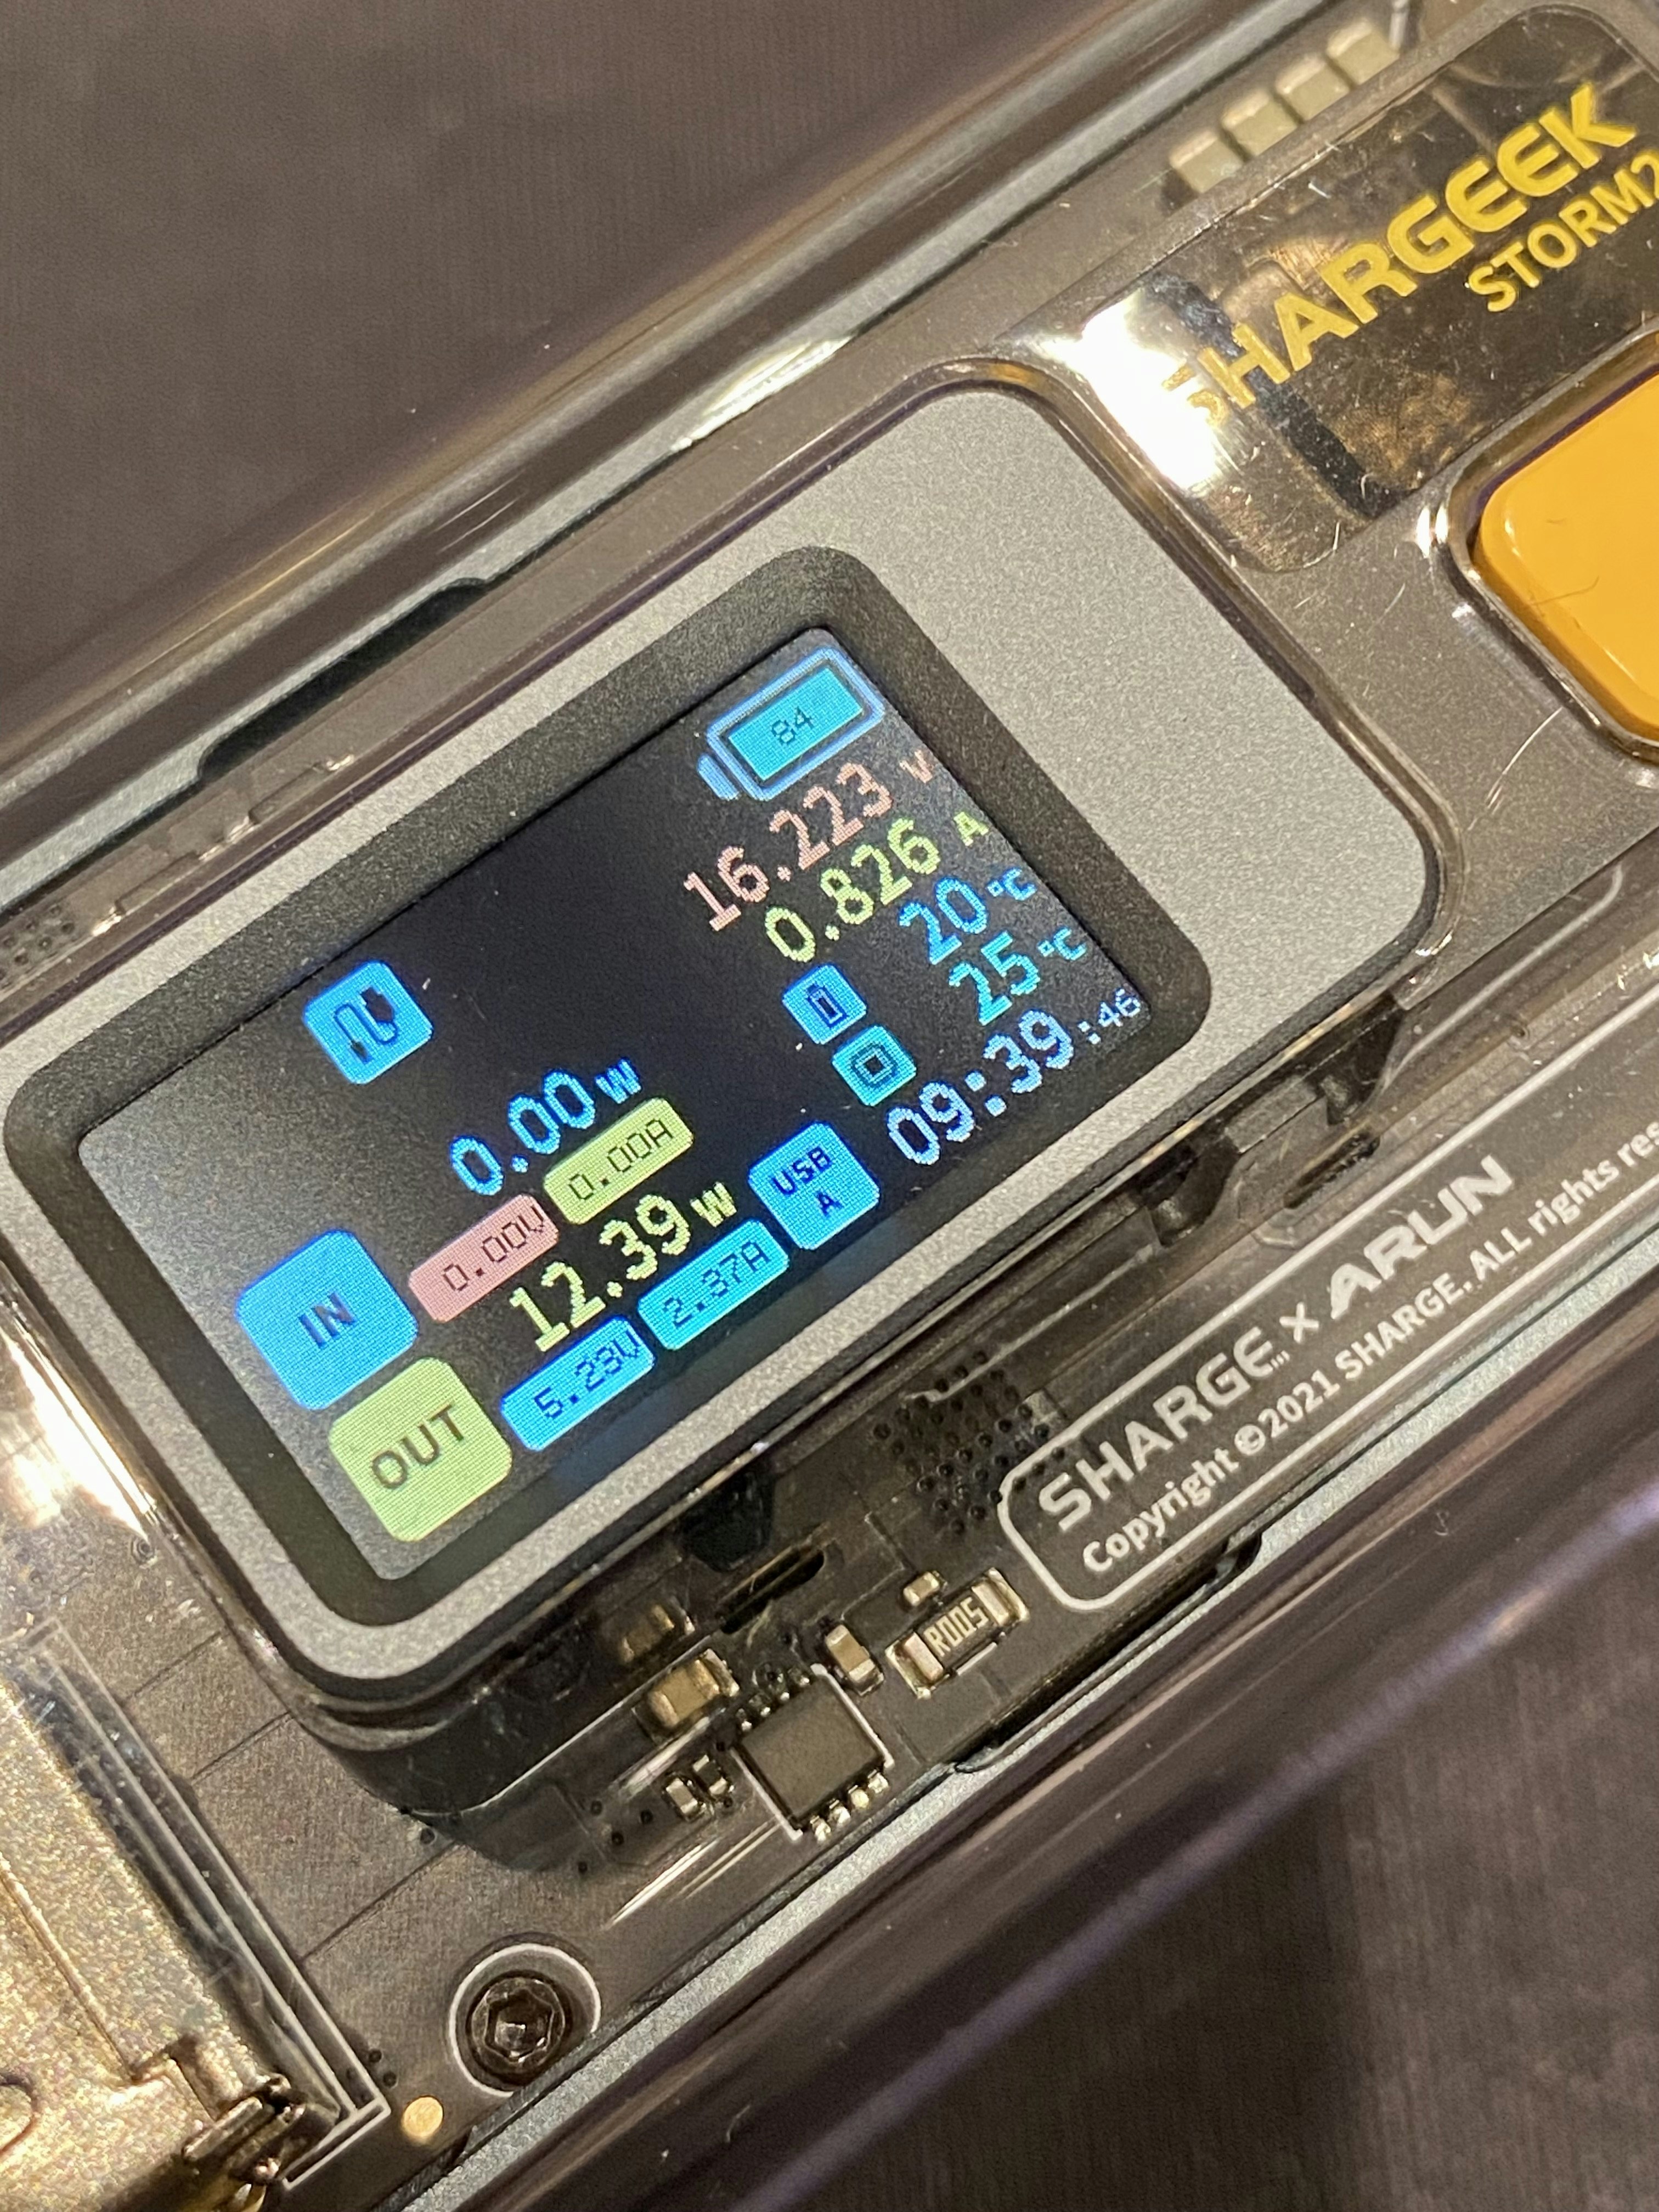 SHARGEEK
STORM2
84
16.223 V
0.826 A
20°C
25°C
09:39:46
0.00W
IN
0.00V 0.00A
12.39W
OUT
5.23V 2.37A
USB
A
SHARGE × ARUN
Copyright ©2021 SHARGE. ALL rights res
R005